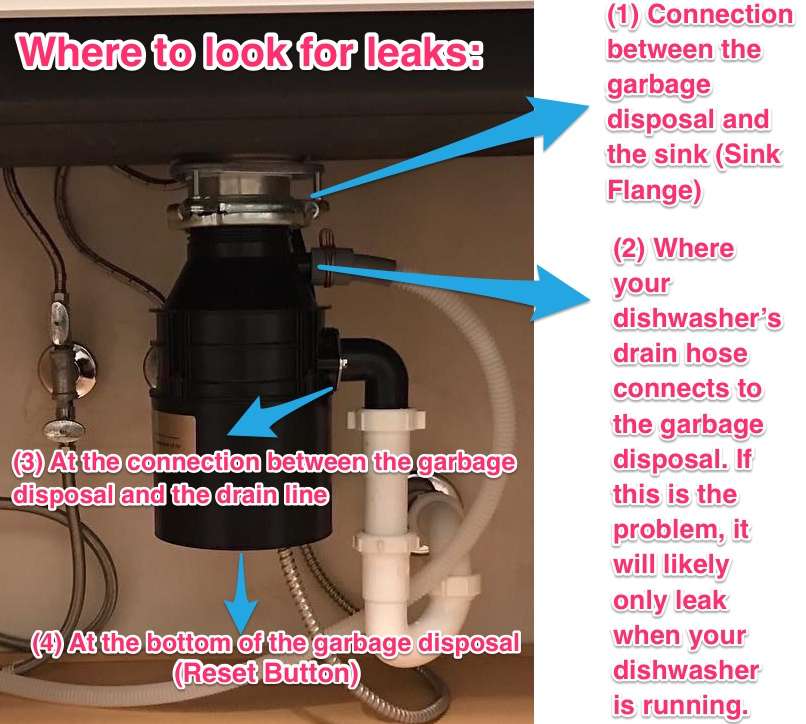 Where to look for leaks:
(1) Connection
between the
garbage
disposal and
the sink (Sink
Flange)
(2) Where
your
dishwasher's
drain hose
connects to
the garbage
disposal. If
this is the
problem, it
will likely
only leak
when your
dishwasher
is running.
(3) At the connection between the garbage
disposal and the drain line
(4) At the bottom of the garbage disposal
(Reset Button)